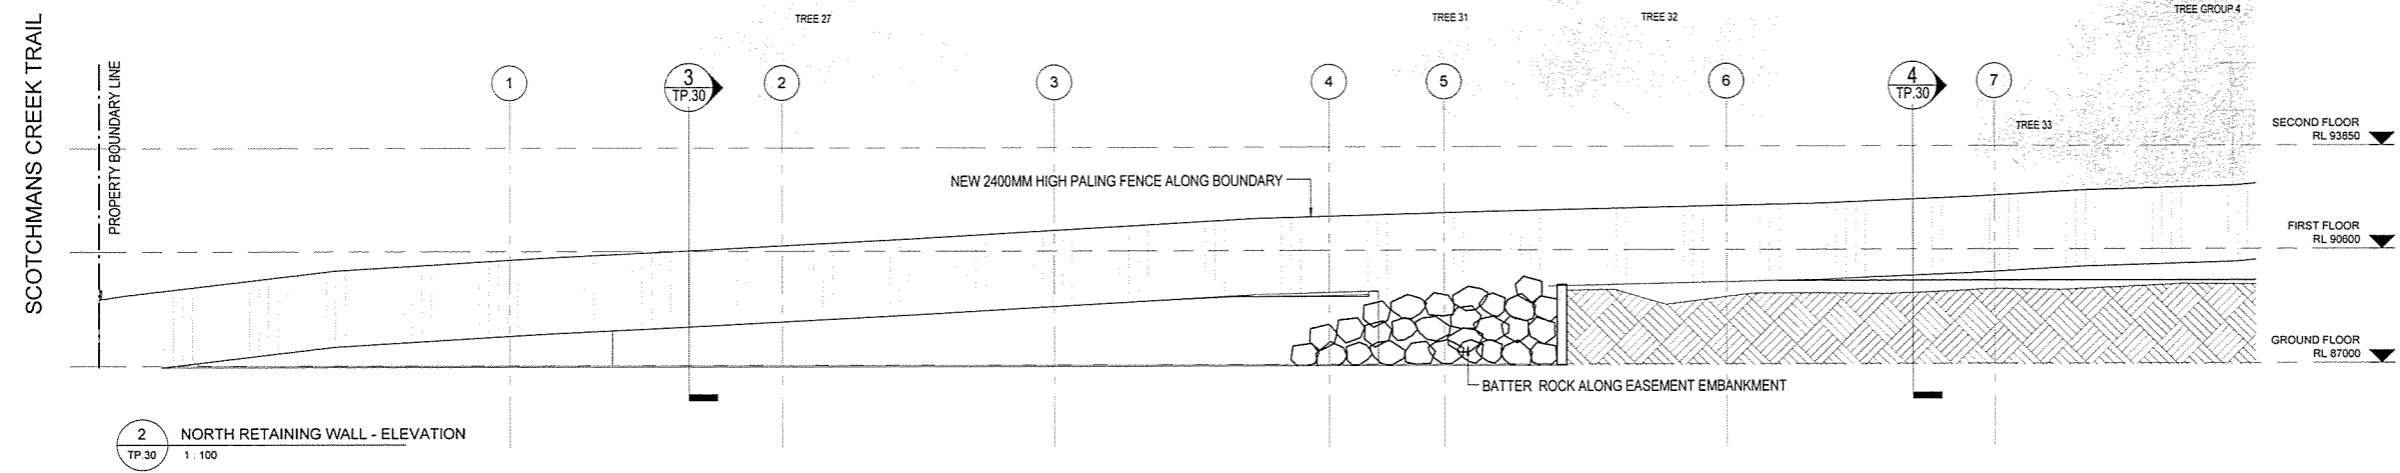 SCOTCHMANS CREEK TRAIL
PROPERTY BOUNDARY LINE
TREE 27
TREE 31
TREE 32
TREE GROUP 4
1
3
TP.30
2
3
4
5
6
4
TP.30
7
TREE 33
SECOND FLOOR
RL 93850
NEW 2400MM HIGH PALING FENCE ALONG BOUNDARY
FIRST FLOOR
RL 90600
GROUND FLOOR
RL 87000
BATTER ROCK ALONG EASEMENT EMBANKMENT
2
TP.30
NORTH RETAINING WALL - ELEVATION
1 : 100